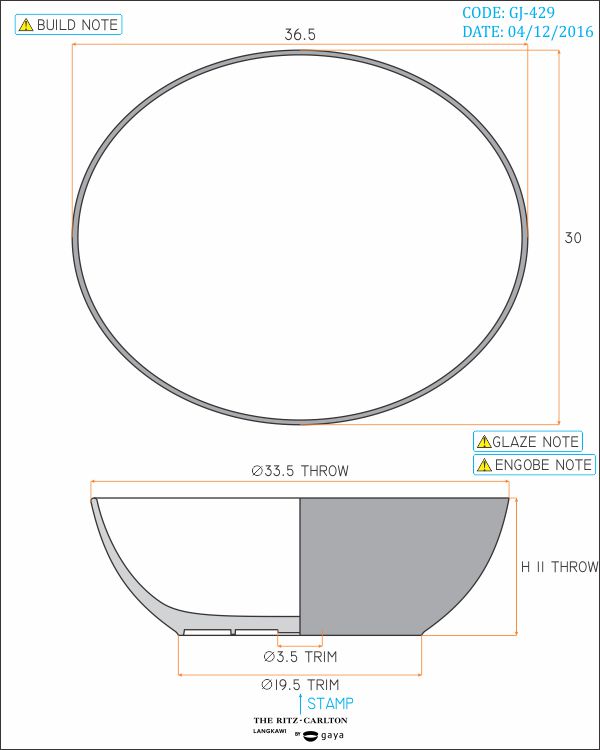 BUILD NOTE
CODE: GJ-429
DATE: 04/12/2016
36.5
30
GLAZE NOTE
ENGOBE NOTE
∅33.5 THROW
H 11 THROW
∅3.5 TRIM
∅19.5 TRIM
STAMP
THE RITZ-CARLTON
LANGKAWI BY gaya